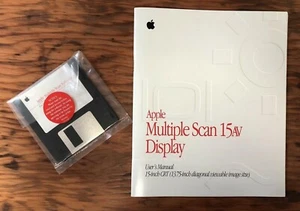 Apple
Multiple Scan 15AV
Display
User's Manual
15-inch CRT (13.75-inch diagonal viewable image size)